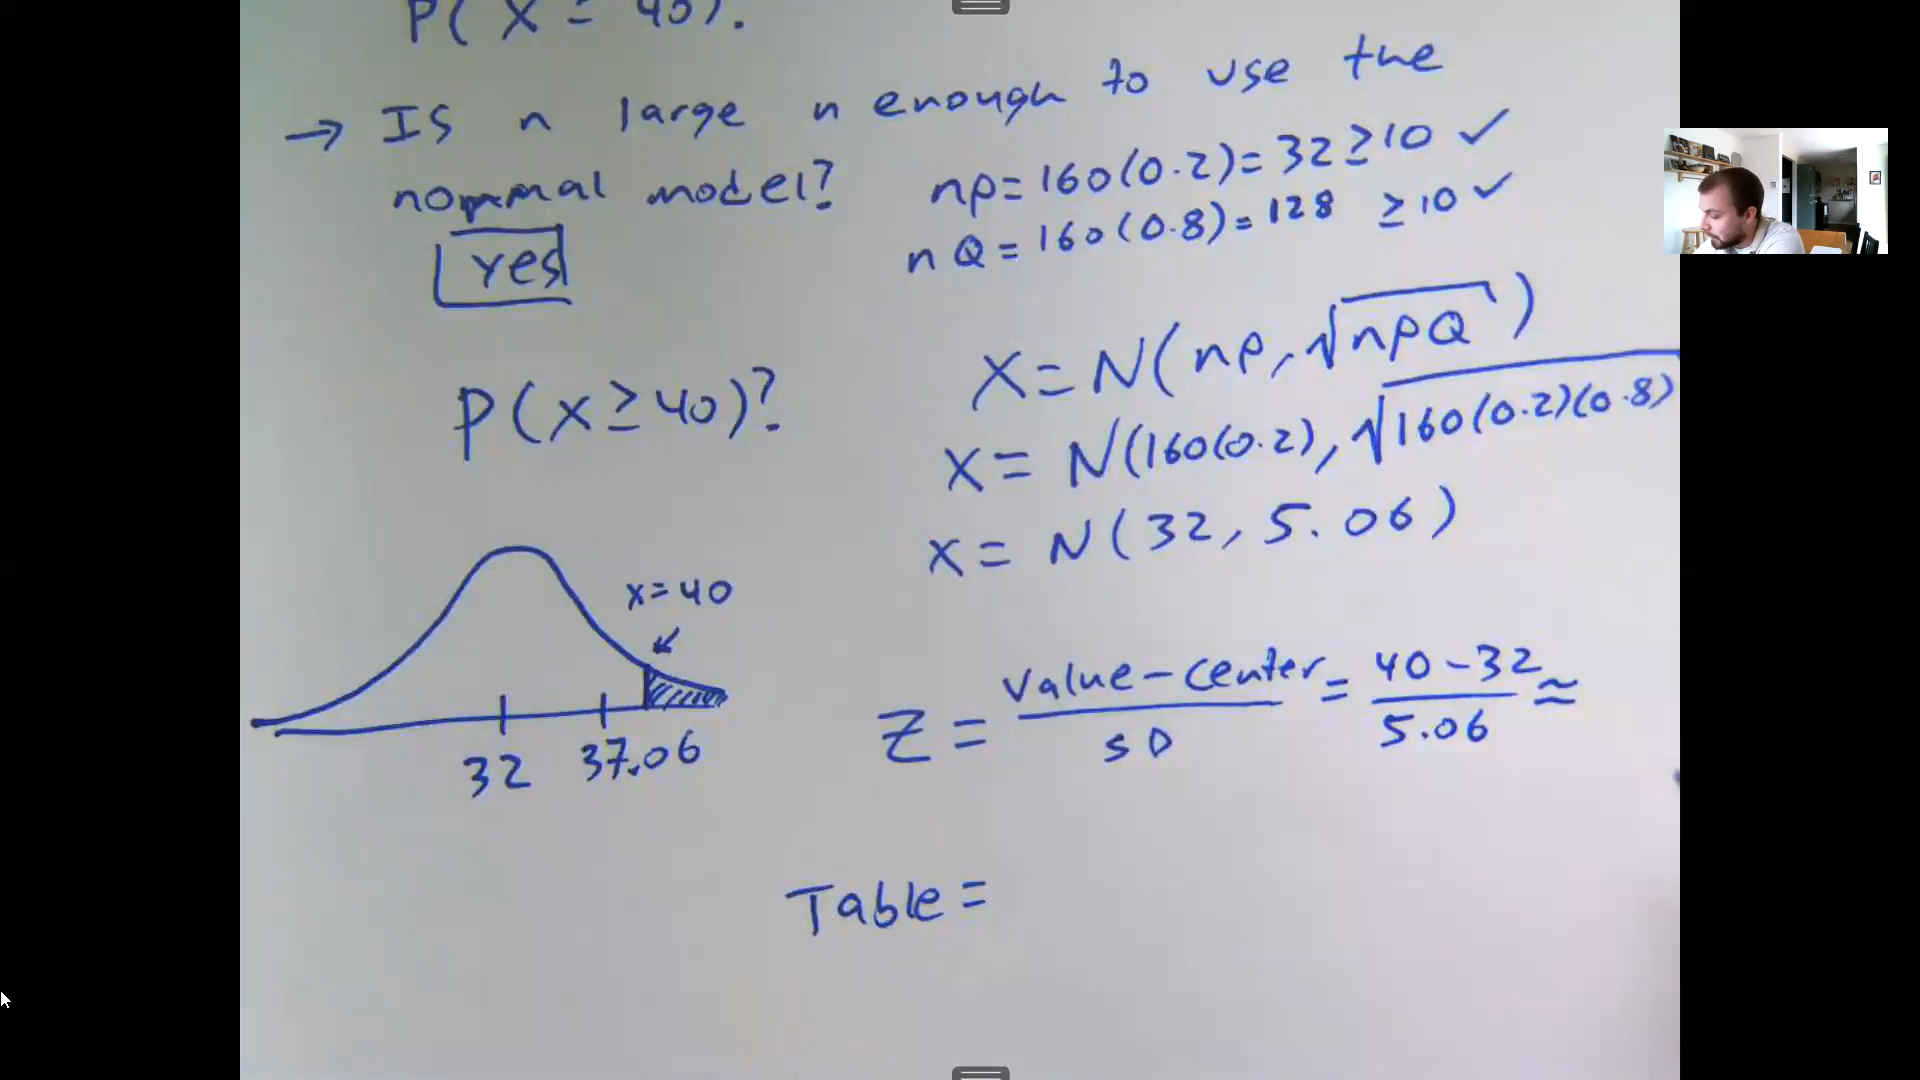 P( X = 40).
→ Is n large n enough to use the
normal model?
np = 160(0.2) = 32 ≥ 10 ✓
nQ = 160(0.8) = 128 ≥ 10 ✓
yes
X = N( np, √npQ )
P( x ≥ 40)?
x = N(160(0.2), √160(0.2)(0.8)
x = N( 32, 5.06 )
x = 40
32 37.06
Z = value - center / SD = 40 - 32 / 5.06 ≈
Table =